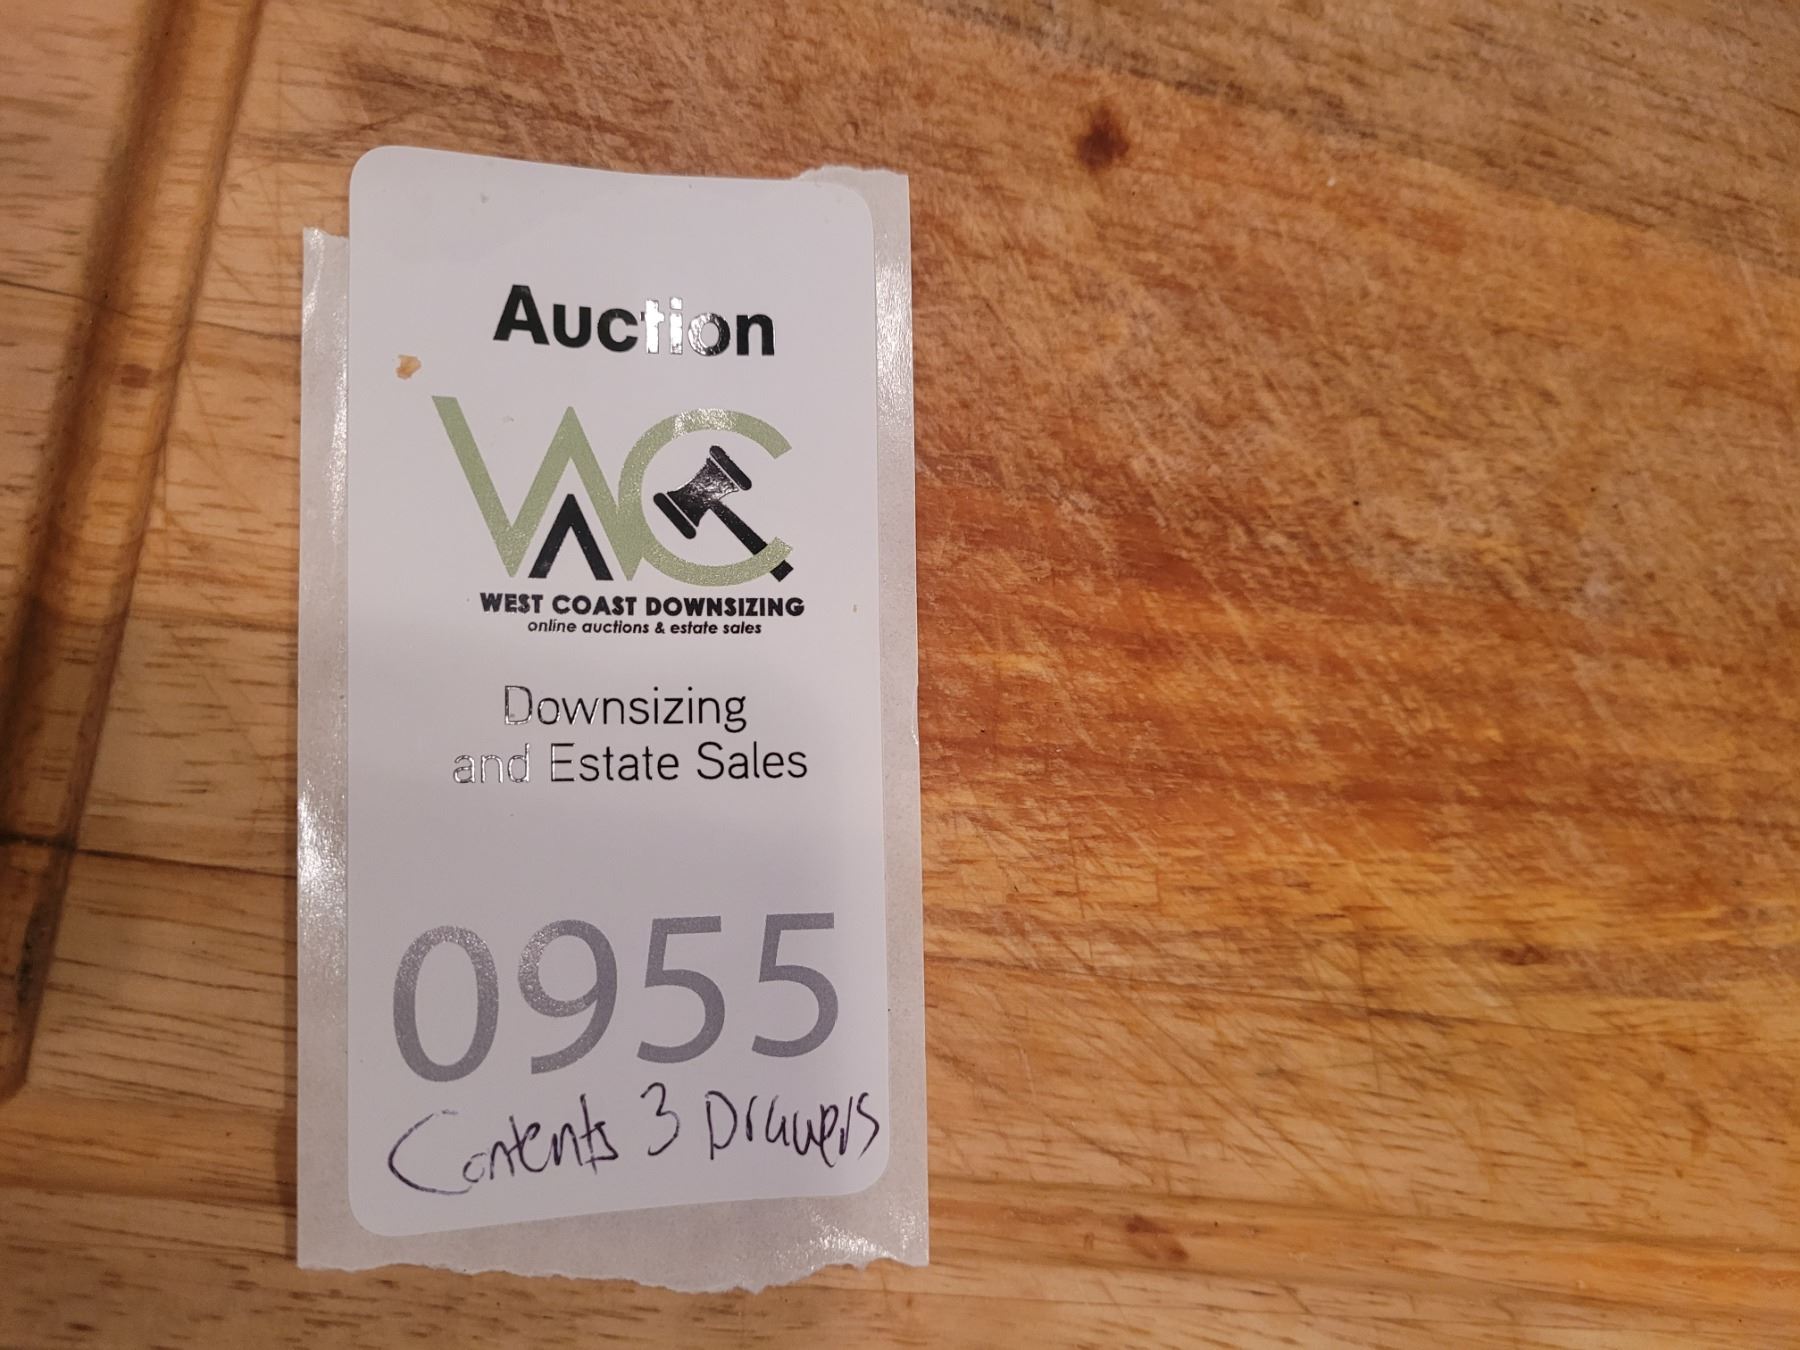 Auction
WC
WEST COAST DOWNSIZING
online auctions & estate sales
Downsizing
and Estate Sales
0955
Contents 3 Drawers